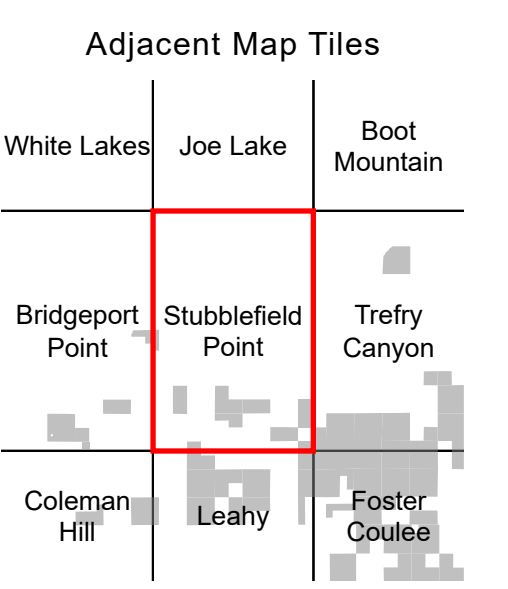 Adjacent Map Tiles
White Lakes
Joe Lake
Boot
Mountain
Bridgeport
Point
Stubblefield
Point
Trefry
Canyon
Coleman
Hill
Leahy
Foster
Coulee